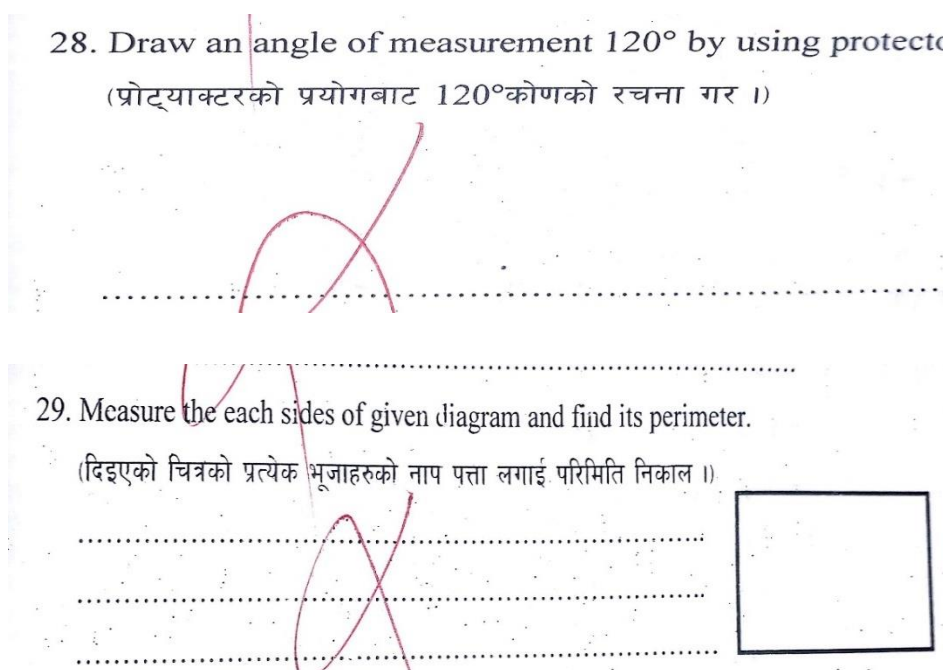 28. Draw an angle of measurement 120° by using protecto
(प्रोट्याक्टरको प्रयोगबाट 120°कोणको रचना गर ।)
29. Measure the each sides of given diagram and find its perimeter.
(दिइएको चित्रको प्रत्येक भूजाहरुको नाप पत्ता लगाई परिमिति निकाल ।)